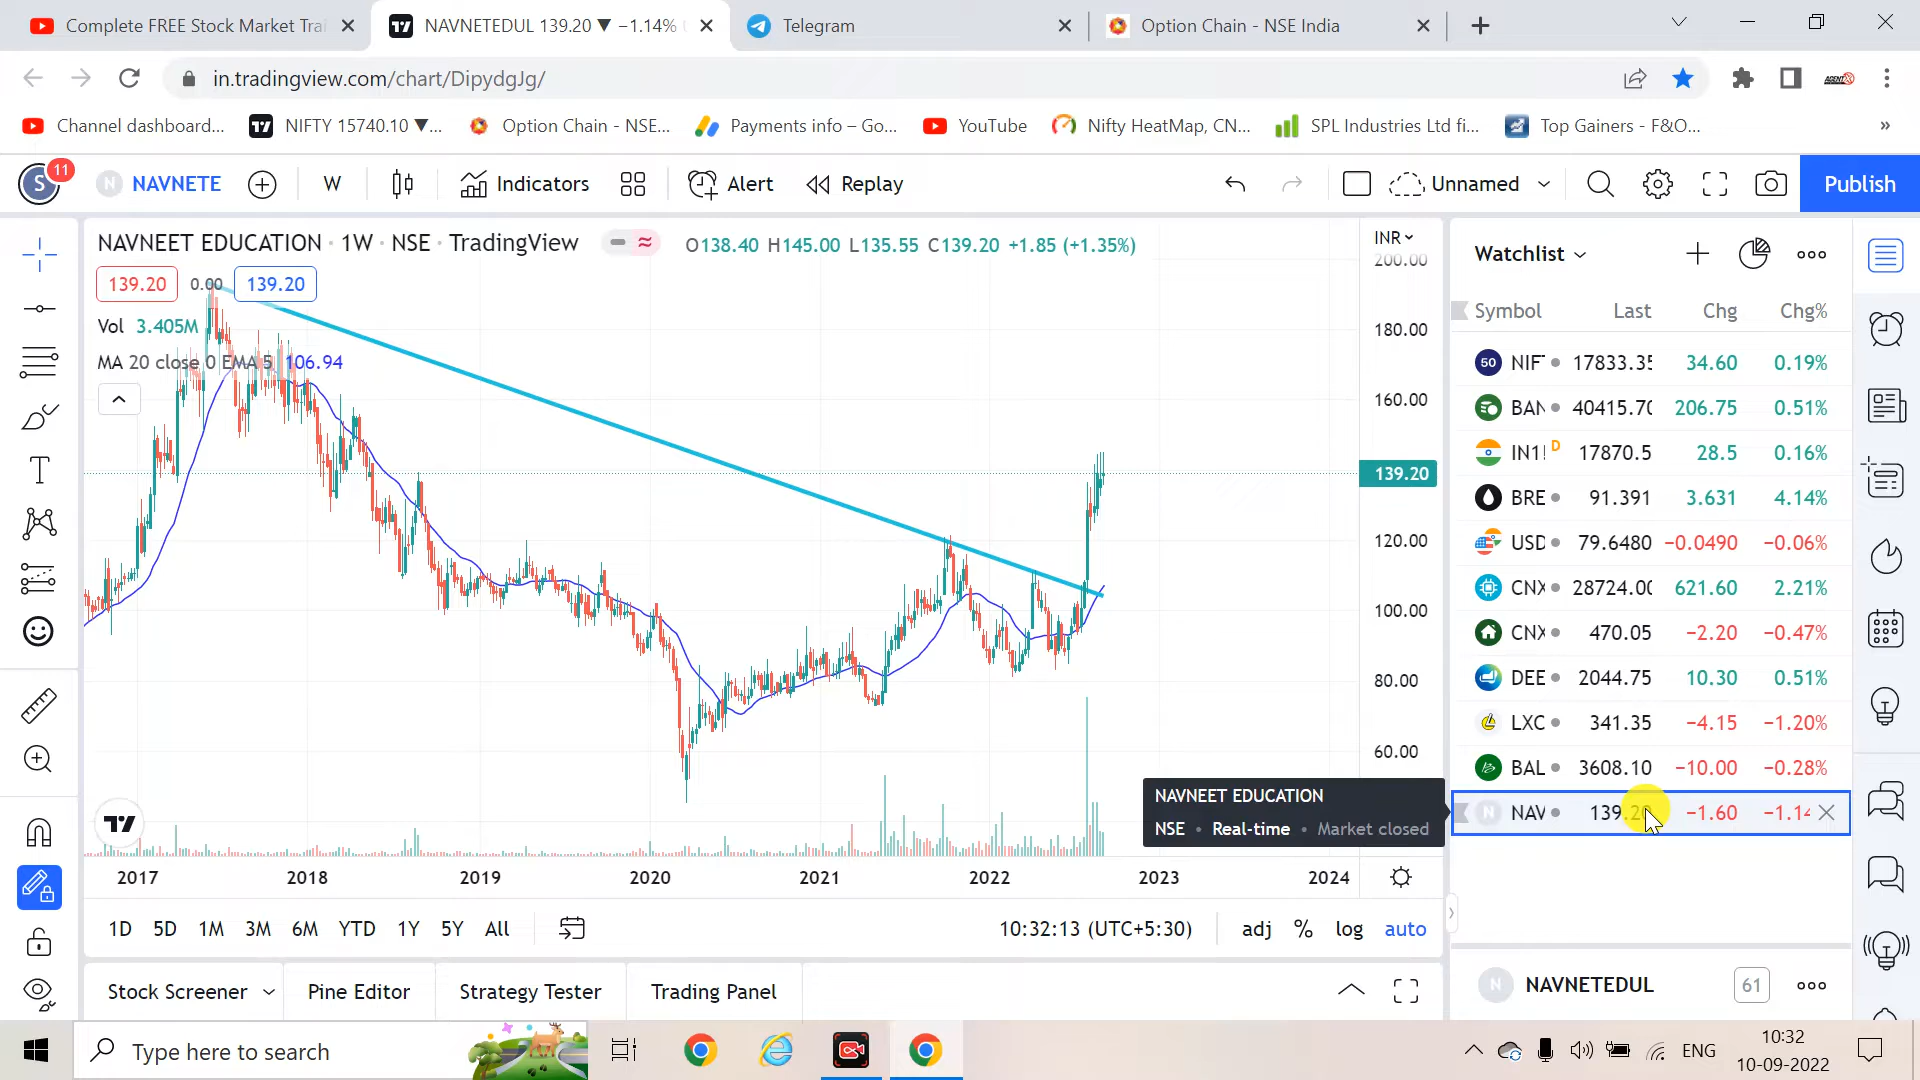 Complete FREE Stock Market Trai
NAVNETEDUL 139.20 ▼ −1.14%
Telegram
Option Chain - NSE India
in.tradingview.com/chart/DipydgJg/
Channel dashboard...
NIFTY 15740.10 ▼...
Option Chain - NSE...
Payments info – Go...
YouTube
Nifty HeatMap, CN...
SPL Industries Ltd fi...
Top Gainers - F&O...
»
S
11
N
NAVNETE
W
Indicators
Alert
Replay
Unnamed
Publish
NAVNEET EDUCATION · 1W · NSE · TradingView
O138.40 H145.00 L135.55 C139.20 +1.85 (+1.35%)
INR
139.20
0.00
139.20
Vol 3.405M
MA 20 close 0 EMA 5 106.94
200.00
180.00
160.00
139.20
120.00
100.00
80.00
60.00
2017
2018
2019
2020
2021
2022
2023
2024
NAVNEET EDUCATION
NSE • Real-time • Market closed
Watchlist
Symbol Last Chg Chg%
50 NIF 17833.35 34.60 0.19%
BAN 40415.70 206.75 0.51%
IN1! D 17870.5 28.5 0.16%
BRE 91.391 3.631 4.14%
USD 79.6480 −0.0490 −0.06%
CNX 28724.00 621.60 2.21%
CNX 470.05 −2.20 −0.47%
DEE 2044.75 10.30 0.51%
LXC 341.35 −4.15 −1.20%
BAL 3608.10 −10.00 −0.28%
N NAV 139.20 −1.60 −1.14
1D 5D 1M 3M 6M YTD 1Y 5Y All
10:32:13 (UTC+5:30)
adj % log auto
Stock Screener
Pine Editor
Strategy Tester
Trading Panel
N NAVNETEDUL 61
Type here to search
ENG
10:32
10-09-2022